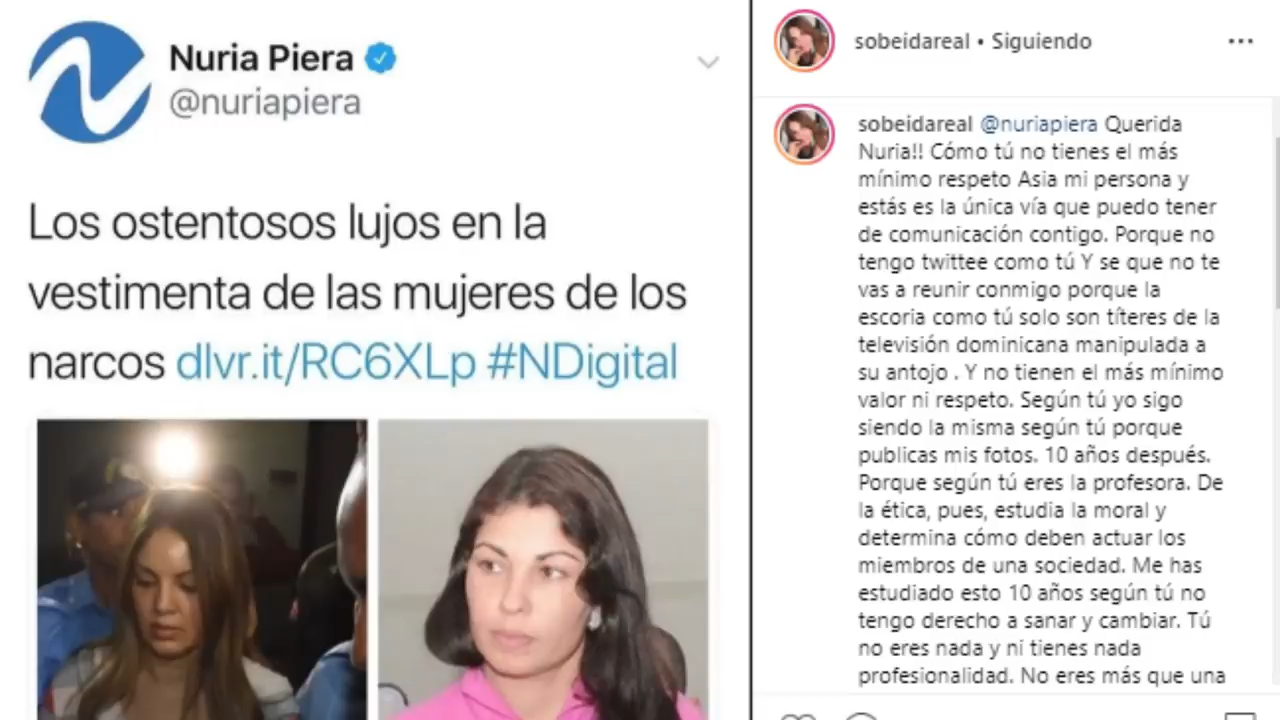 Nuria Piera
@nuriapiera
Los ostentosos lujos en la
vestimenta de las mujeres de los
narcos dlvr.it/RC6XLp #NDigital
sobeidareal • Siguiendo
sobeidareal @nuriapiera Querida
Nuria!! Cómo tú no tienes el más
mínimo respeto Asia mi persona y
estás es la única vía que puedo tener
de comunicación contigo. Porque no
tengo twittee como tú Y se que no te
vas a reunir conmigo porque la
escoria como tú solo son títeres de la
televisión dominicana manipulada a
su antojo . Y no tienen el más mínimo
valor ni respeto. Según tú yo sigo
siendo la misma según tú porque
publicas mis fotos. 10 años después.
Porque según tú eres la profesora. De
la ética, pues, estudia la moral y
determina cómo deben actuar los
miembros de una sociedad. Me has
estudiado esto 10 años según tú no
tengo derecho a sanar y cambiar. Tú
no eres nada y ni tienes nada
profesionalidad. No eres más que una